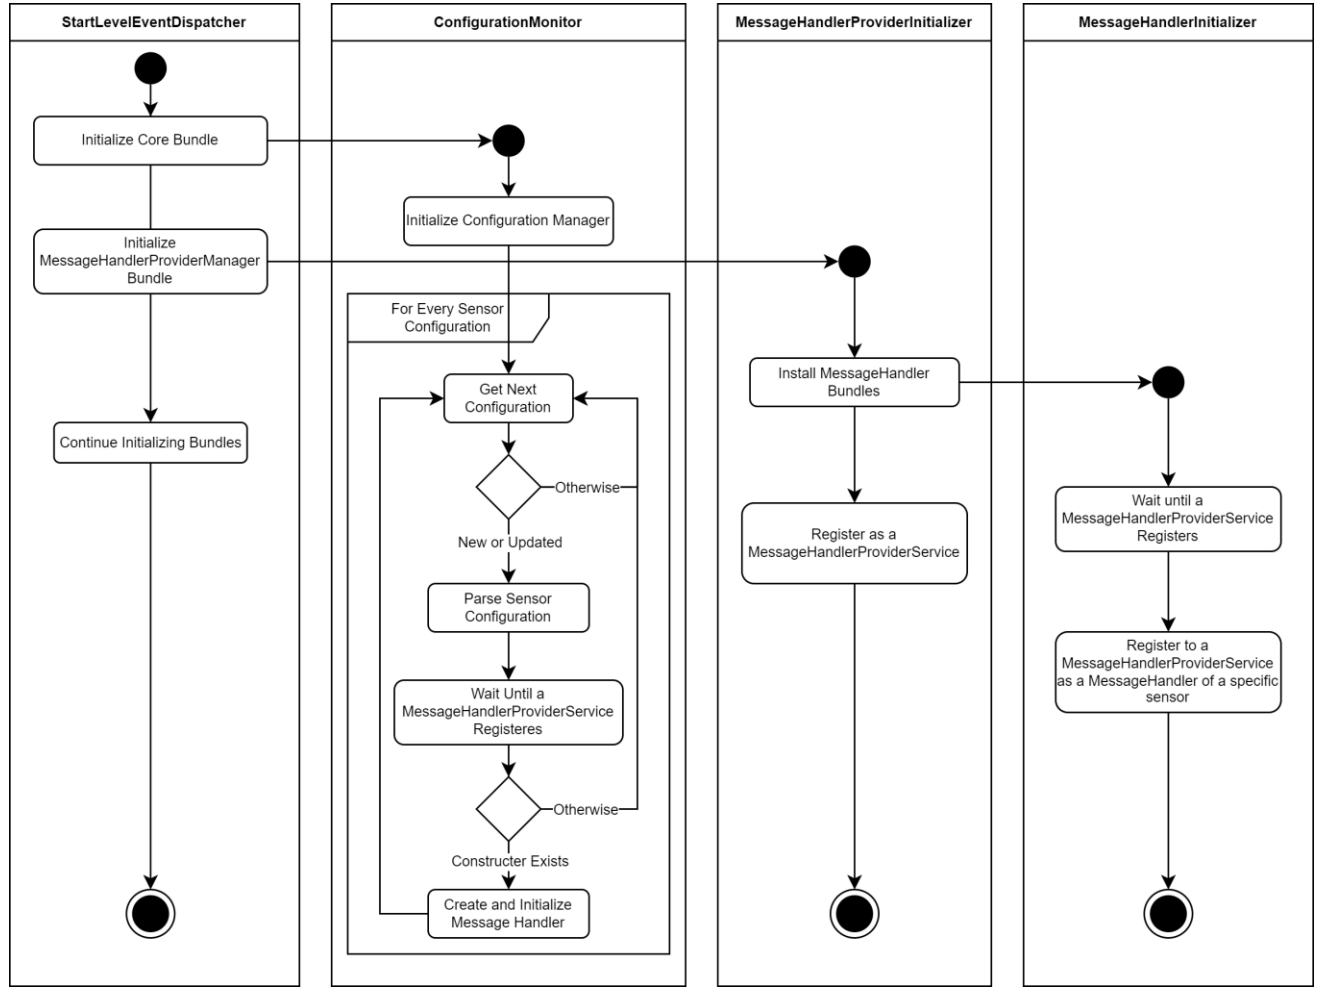 StartLevelEventDispatcher
ConfigurationMonitor
MessageHandlerProviderInitializer
MessageHandlerInitializer
Initialize Core Bundle
Initialize
MessageHandlerProviderManager
Bundle
Continue Initializing Bundles
Initialize Configuration Manager
For Every Sensor
Configuration
Get Next
Configuration
Otherwise
New or Updated
Parse Sensor
Configuration
Wait Until a
MessageHandlerProviderService
Registeres
Otherwise
Constructer Exists
Create and Initialize
Message Handler
Install MessageHandler
Bundles
Register as a
MessageHandlerProviderService
Wait until a
MessageHandlerProviderService
Registers
Register to a
MessageHandlerProviderService
as a MessageHandler of a specific
sensor